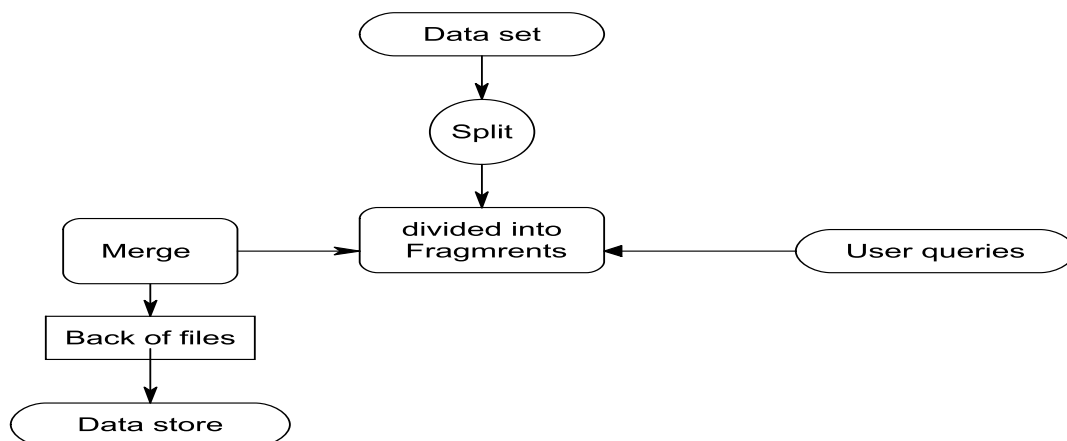 Data set
Split
divided into
Fragmrents
Merge
User queries
Back of files
Data store